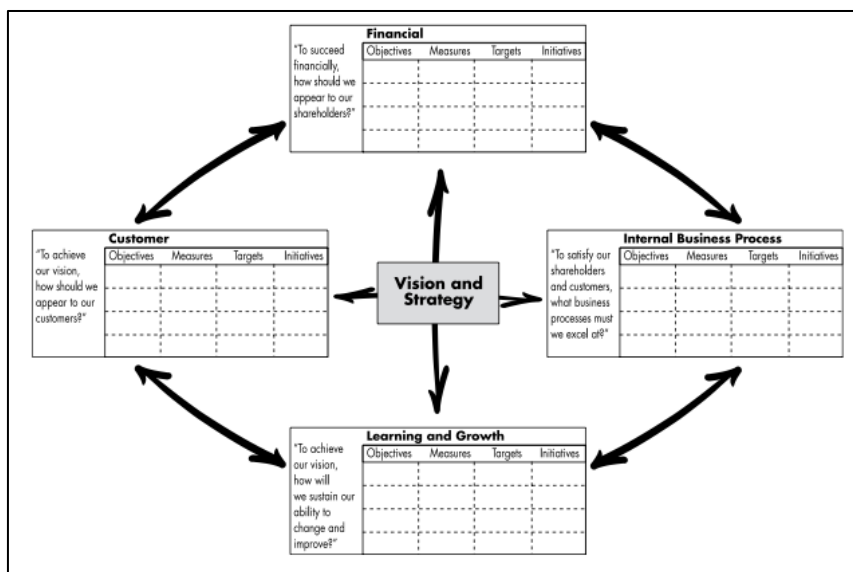 Financial
"To succeed
financially,
how should we
appear to our
shareholders?"
Objectives Measures Targets Initiatives
Customer
"To achieve
our vision,
how should we
appear to our
customers?"
Objectives Measures Targets Initiatives
Vision and
Strategy
Internal Business Process
"To satisfy our
shareholders
and customers,
what business
processes must
we excel at?"
Objectives Measures Targets Initiatives
Learning and Growth
"To achieve
our vision,
how will
we sustain our
ability to
change and
improve?"
Objectives Measures Targets Initiatives